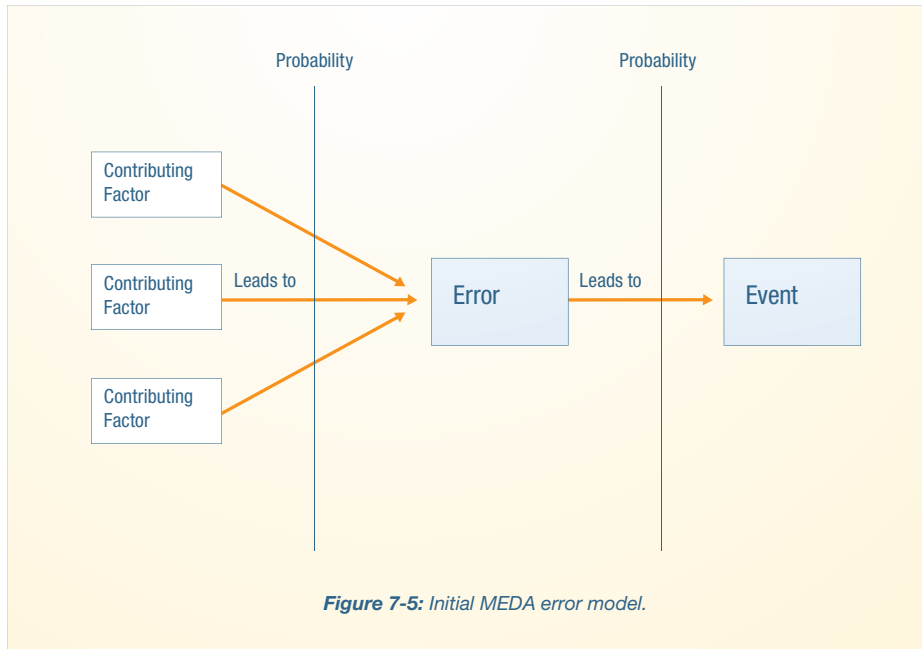 Probability
Probability
Contributing
Factor
Contributing
Factor
Leads to
Error
Leads to
Event
Contributing
Factor
Figure 7-5: Initial MEDA error model.